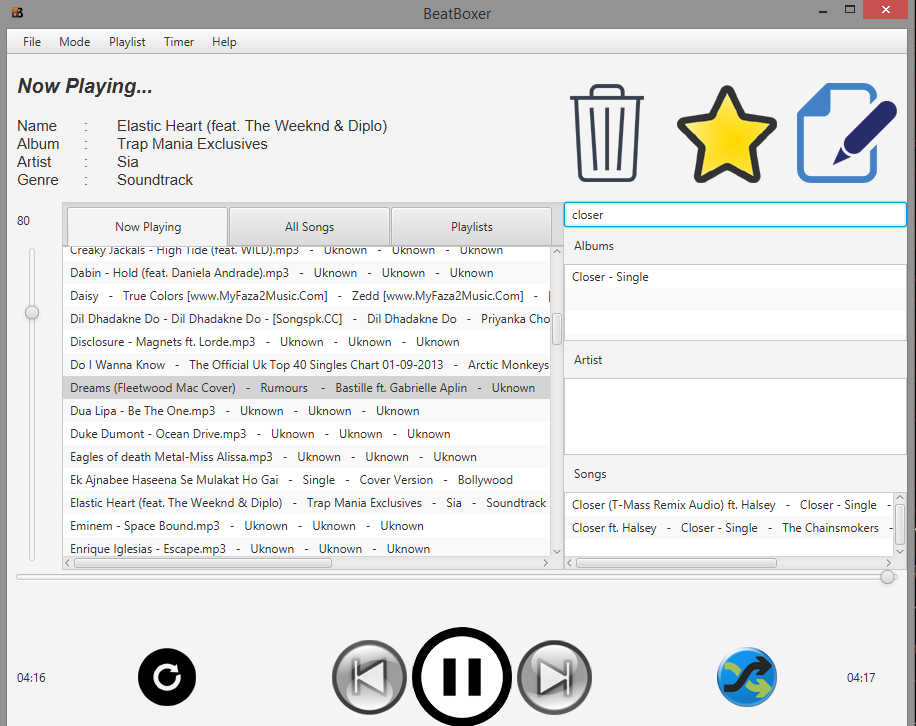 BeatBoxer
File Mode Playlist Timer Help
Now Playing...
Name : Elastic Heart (feat. The Weeknd & Diplo)
Album : Trap Mania Exclusives
Artist : Sia
Genre : Soundtrack
80
Now Playing All Songs Playlists
Creaky Jackals - High Tide (feat. WILD).mp3 - Uknown - Uknown - Uknown
Dabin - Hold (feat. Daniela Andrade).mp3 - Uknown - Uknown - Uknown
Daisy - True Colors [www.MyFaza2Music.Com] - Zedd [www.MyFaza2Music.Com] - [
Dil Dhadakne Do - Dil Dhadakne Do - [Songspk.CC] - Dil Dhadakne Do - Priyanka Cho
Disclosure - Magnets ft. Lorde.mp3 - Uknown - Uknown - Uknown
Do I Wanna Know - The Official Uk Top 40 Singles Chart 01-09-2013 - Arctic Monkeys
Dreams (Fleetwood Mac Cover) - Rumours - Bastille ft. Gabrielle Aplin - Uknown
Dua Lipa - Be The One.mp3 - Uknown - Uknown - Uknown
Duke Dumont - Ocean Drive.mp3 - Uknown - Uknown - Uknown
Eagles of death Metal-Miss Alissa.mp3 - Uknown - Uknown - Uknown
Ek Ajnabee Haseena Se Mulakat Ho Gai - Single - Cover Version - Bollywood
Elastic Heart (feat. The Weeknd & Diplo) - Trap Mania Exclusives - Sia - Soundtrack
Eminem - Space Bound.mp3 - Uknown - Uknown - Uknown
Enrique Iglesias - Escape.mp3 - Uknown - Uknown - Uknown
closer
Albums
Closer - Single
Artist
Songs
Closer (T-Mass Remix Audio) ft. Halsey - Closer - Single -
Closer ft. Halsey - Closer - Single - The Chainsmokers -
04:16
04:17